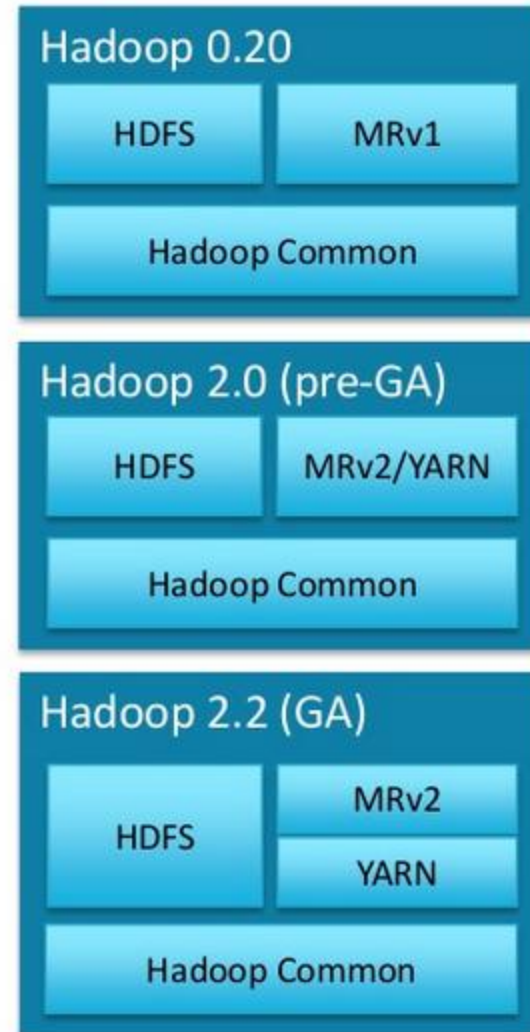 Hadoop 0.20
HDFS MRv1
Hadoop Common
Hadoop 2.0 (pre-GA)
HDFS MRv2/YARN
Hadoop Common
Hadoop 2.2 (GA)
HDFS
MRv2
YARN
Hadoop Common